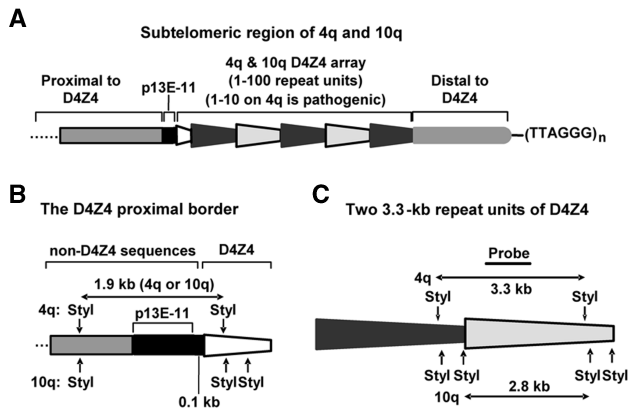 A
Subtelomeric region of 4q and 10q
Proximal to
D4Z4
p13E-11
4q & 10q D4Z4 array
(1-100 repeat units)
(1-10 on 4q is pathogenic)
Distal to
D4Z4
(TTAGGG)n
B
The D4Z4 proximal border
non-D4Z4 sequences
D4Z4
1.9 kb (4q or 10q)
4q: StyI
StyI
p13E-11
10q: StyI
StyI StyI
0.1 kb
C
Two 3.3-kb repeat units of D4Z4
Probe
4q
3.3 kb
StyI
StyI
StyI StyI
StyI StyI
10q
2.8 kb